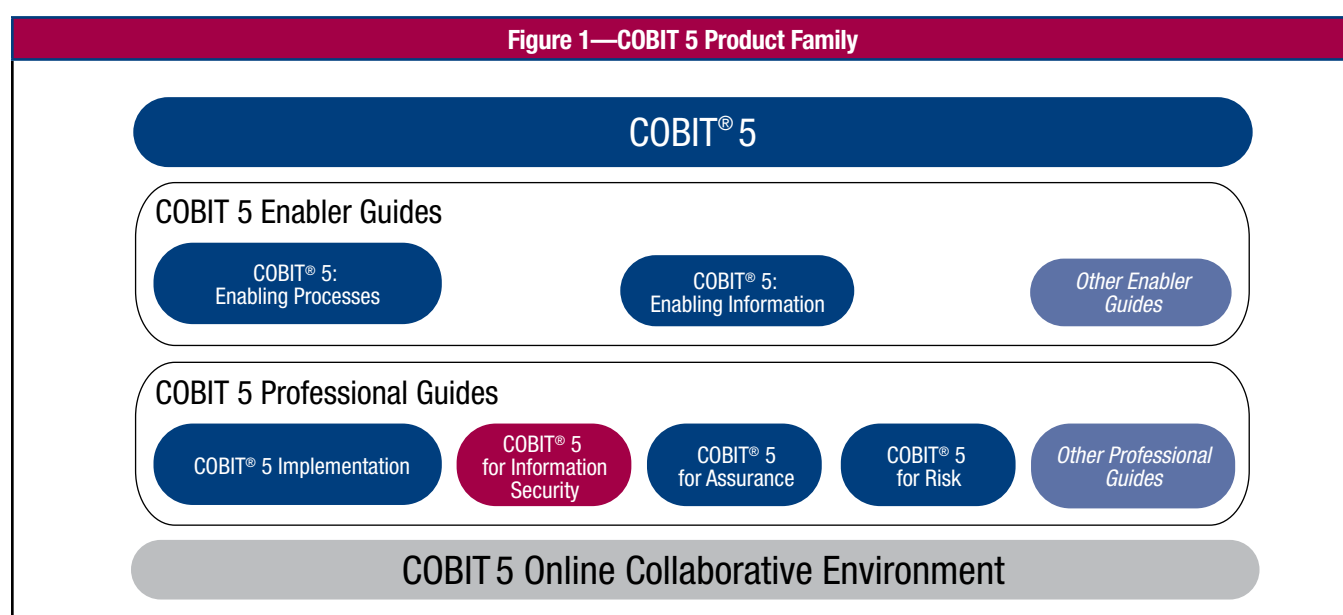 Figure 1—COBIT 5 Product Family
COBIT® 5
COBIT 5 Enabler Guides
COBIT® 5:
Enabling Processes
COBIT® 5:
Enabling Information
Other Enabler
Guides
COBIT 5 Professional Guides
COBIT® 5 Implementation
COBIT® 5
for Information
Security
COBIT® 5
for Assurance
COBIT® 5
for Risk
Other Professional
Guides
COBIT 5 Online Collaborative Environment